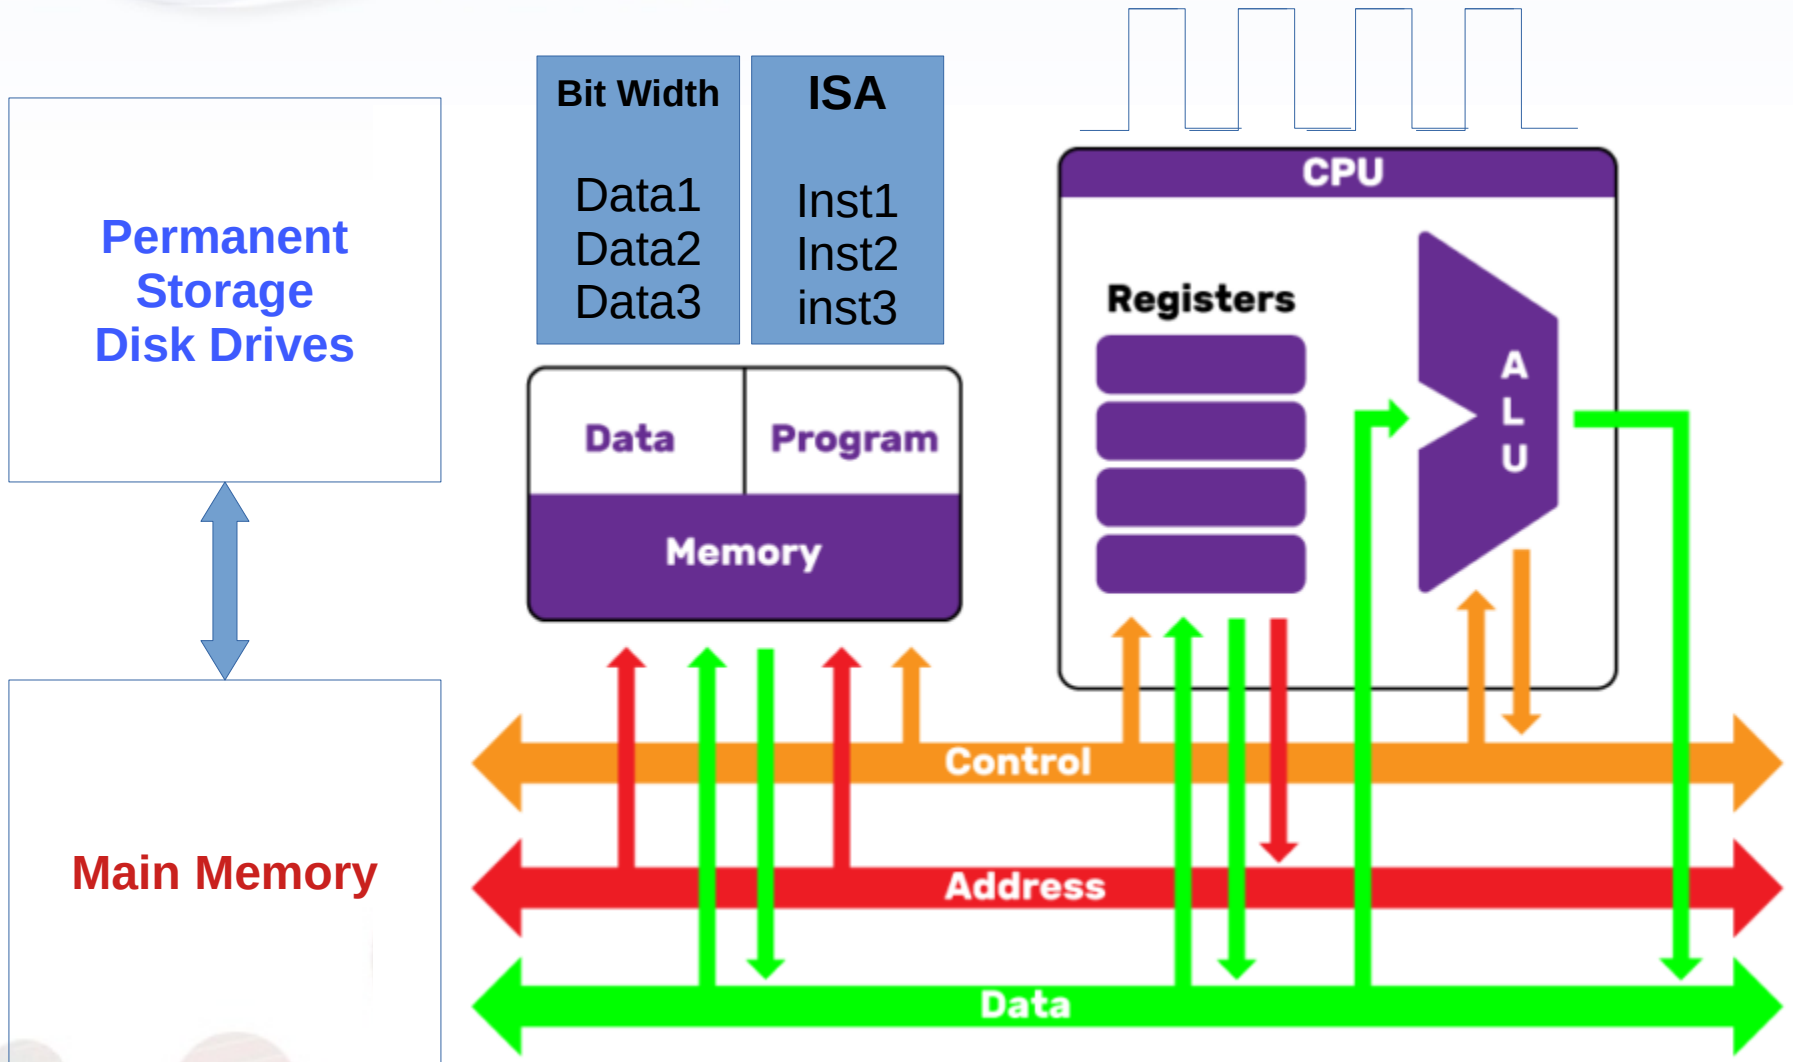 Permanent
Storage
Disk Drives
Main Memory
Bit Width
Data1
Data2
Data3
ISA
Inst1
Inst2
inst3
Data
Program
Memory
CPU
Registers
A
L
U
Control
Address
Data